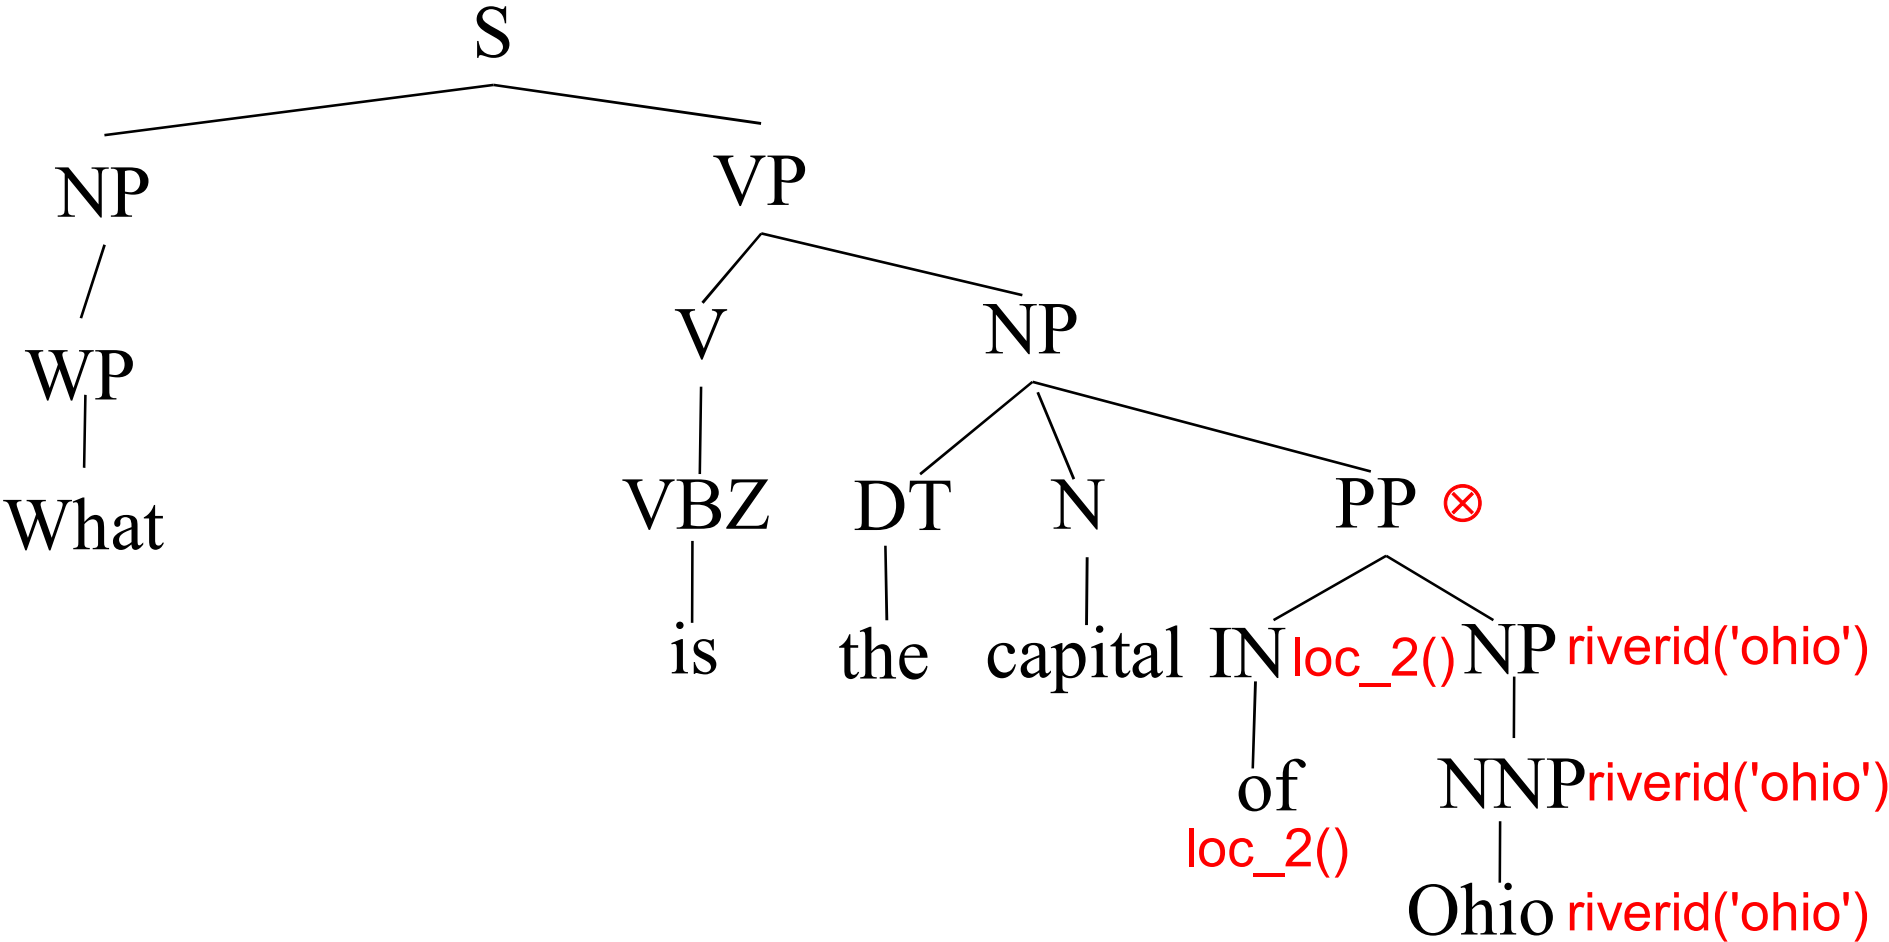 S
NP VP
V NP
WP
VBZ DT N PP ⊗
What
is the capital IN loc_2() NP riverid('ohio')
of NNP riverid('ohio')
loc_2()
Ohio riverid('ohio')